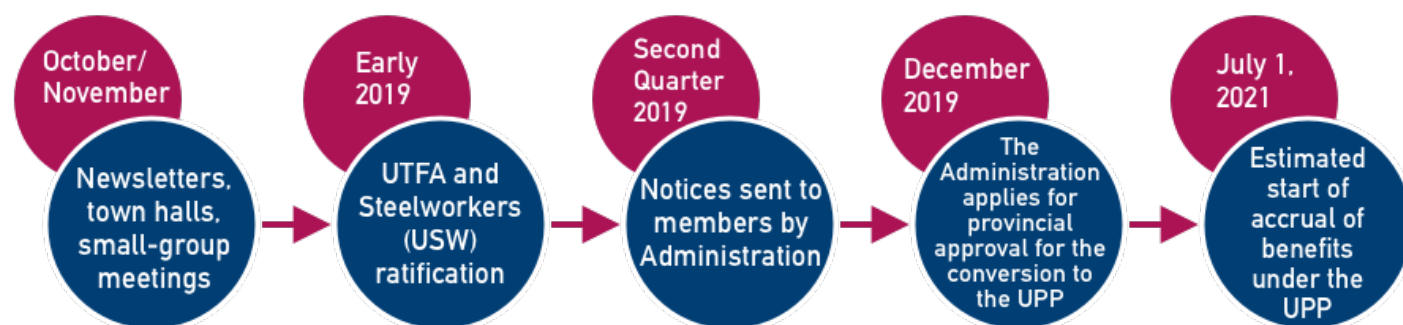 October/
November
Newsletters,
town halls,
small-group
meetings
Early
2019
UTFA and
Steelworkers
(USW)
ratification
Second
Quarter
2019
Notices sent to
members by
Administration
December
2019
The
Administration
applies for
provincial
approval for the
conversion to
the UPP
July 1,
2021
Estimated
start of
accrual of
benefits
under the
UPP